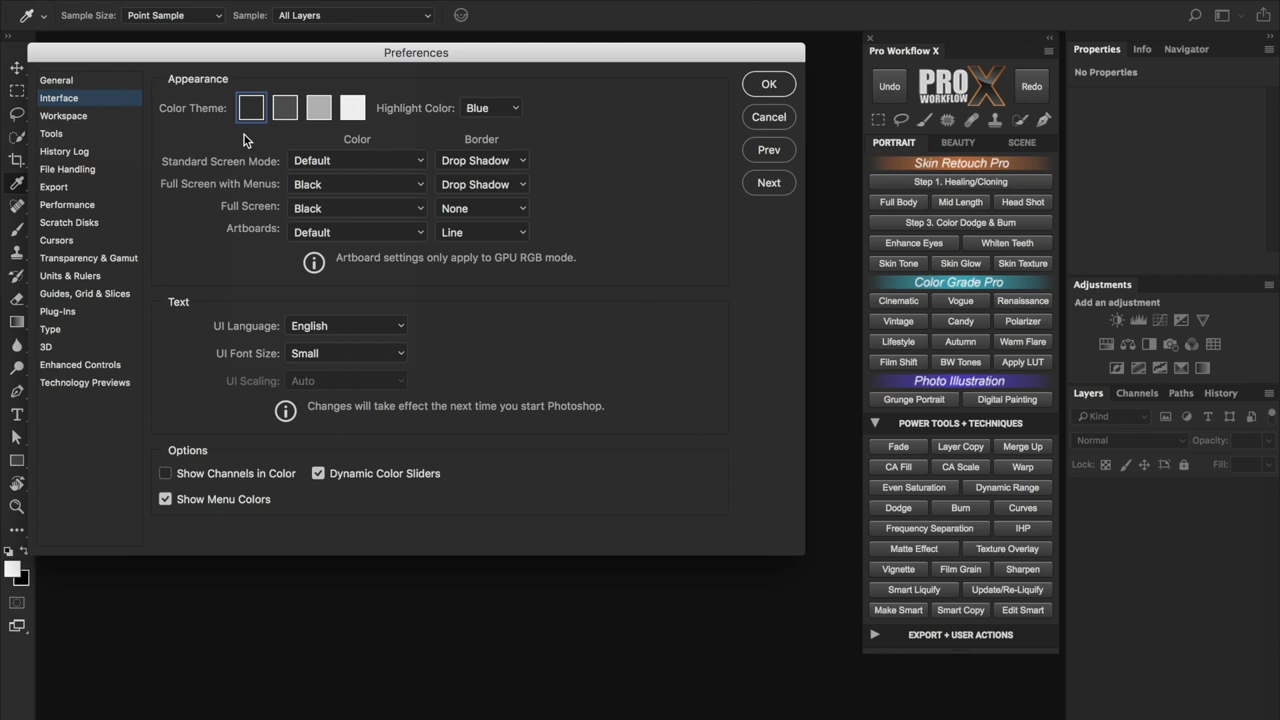 Sample Size: Point Sample Sample: All Layers
Preferences
General
Interface
Workspace
Tools
History Log
File Handling
Export
Performance
Scratch Disks
Cursors
Transparency & Gamut
Units & Rulers
Guides, Grid & Slices
Plug-Ins
Type
3D
Enhanced Controls
Technology Previews
Appearance
Color Theme: Highlight Color: Blue
Color Border
Standard Screen Mode: Default Drop Shadow
Full Screen with Menus: Black Drop Shadow
Full Screen: Black None
Artboards: Default Line
Artboard settings only apply to GPU RGB mode.
Text
UI Language: English
UI Font Size: Small
UI Scaling: Auto
Changes will take effect the next time you start Photoshop.
Options
Show Channels in Color Dynamic Color Sliders
Show Menu Colors
OK
Cancel
Prev
Next
Pro Workflow X
Undo PRO X WORKFLOW Redo
PORTRAIT BEAUTY SCENE
Skin Retouch Pro
Step 1. Healing/Cloning
Full Body Mid Length Head Shot
Step 3. Color Dodge & Burn
Enhance Eyes Whiten Teeth
Skin Tone Skin Glow Skin Texture
Color Grade Pro
Cinematic Vogue Renaissance
Vintage Candy Polarizer
Lifestyle Autumn Warm Flare
Film Shift BW Tones Apply LUT
Photo Illustration
Grunge Portrait Digital Painting
POWER TOOLS + TECHNIQUES
Fade Layer Copy Merge Up
CA Fill CA Scale Warp
Even Saturation Dynamic Range
Dodge Burn Curves
Frequency Separation IHP
Matte Effect Texture Overlay
Vignette Film Grain Sharpen
Smart Liquify Update/Re-Liquify
Make Smart Smart Copy Edit Smart
EXPORT + USER ACTIONS
Properties Info Navigator
No Properties
Adjustments
Add an adjustment
Layers Channels Paths History
Kind
Normal Opacity:
Lock: Fill: